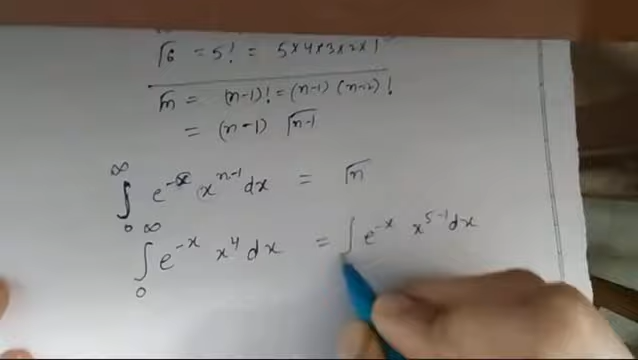 Γ6 = 5! = 5×4×3×2×1
Γn = (n-1)! = (n-1) (n-2)!
= (n-1) Γn-1
∫₀^∞ e^{-x} x^{n-1} dx = Γn
∫₀^∞ e^{-x} x^4 dx = ∫ e^{-x} x^{5-1} dx